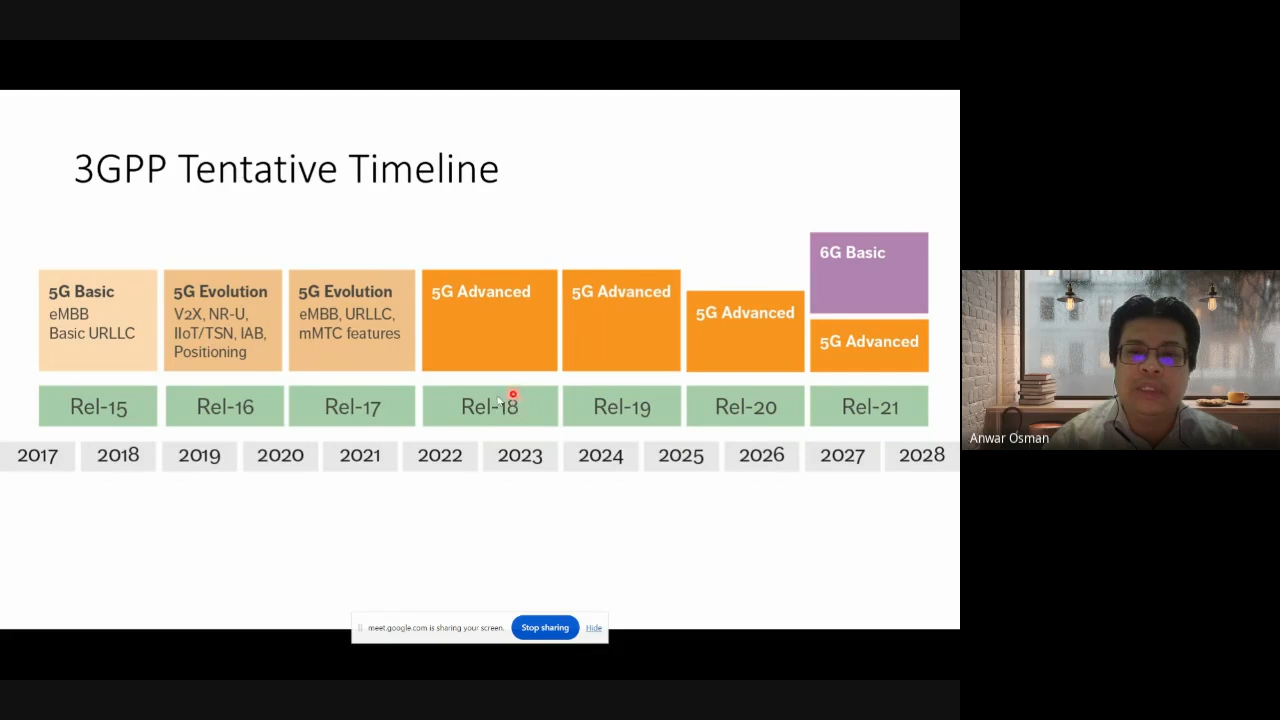 3GPP Tentative Timeline
6G Basic
5G Basic
eMBB
Basic URLLC
5G Evolution
V2X, NR-U,
IIoT/TSN, IAB,
Positioning
5G Evolution
eMBB, URLLC,
mMTC features
5G Advanced
5G Advanced
5G Advanced
5G Advanced
Rel-15 Rel-16 Rel-17 Rel-18 Rel-19 Rel-20 Rel-21
2017 2018 2019 2020 2021 2022 2023 2024 2025 2026 2027 2028
meet.google.com is sharing your screen. Stop sharing Hide
Anwar Osman